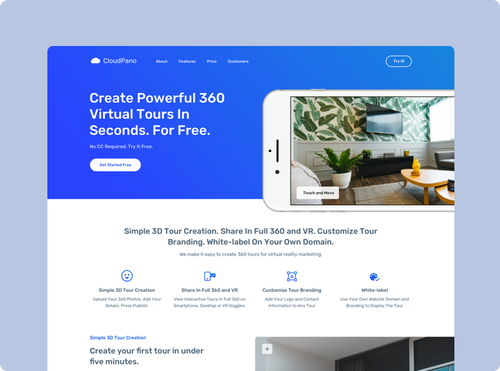 CloudPano
About Features Price Customers
Try It!
Create Powerful 360
Virtual Tours In
Seconds. For Free.
No CC Required. Try It Free.
Get Started Free
Touch and Move
Simple 3D Tour Creation. Share In Full 360 and VR. Customize Tour
Branding. White-label On Your Own Domain.
We make it easy to create 360 tours for virtual reality marketing.
Simple 3D Tour Creation
Upload Your 360 Photos, Add Your
Details, Press Publish.
Share In Full 360 and VR
View Interactive Tours In Full 360 on
Smartphone, Desktop or VR Goggles.
Customize Tour Branding
Add Your Logo and Contact
Information to Any Tour
White-label
Use Your Own Website Domain and
Branding to Display The Tour
Simple 3D Tour Creation
Create your first tour in under
five minutes.